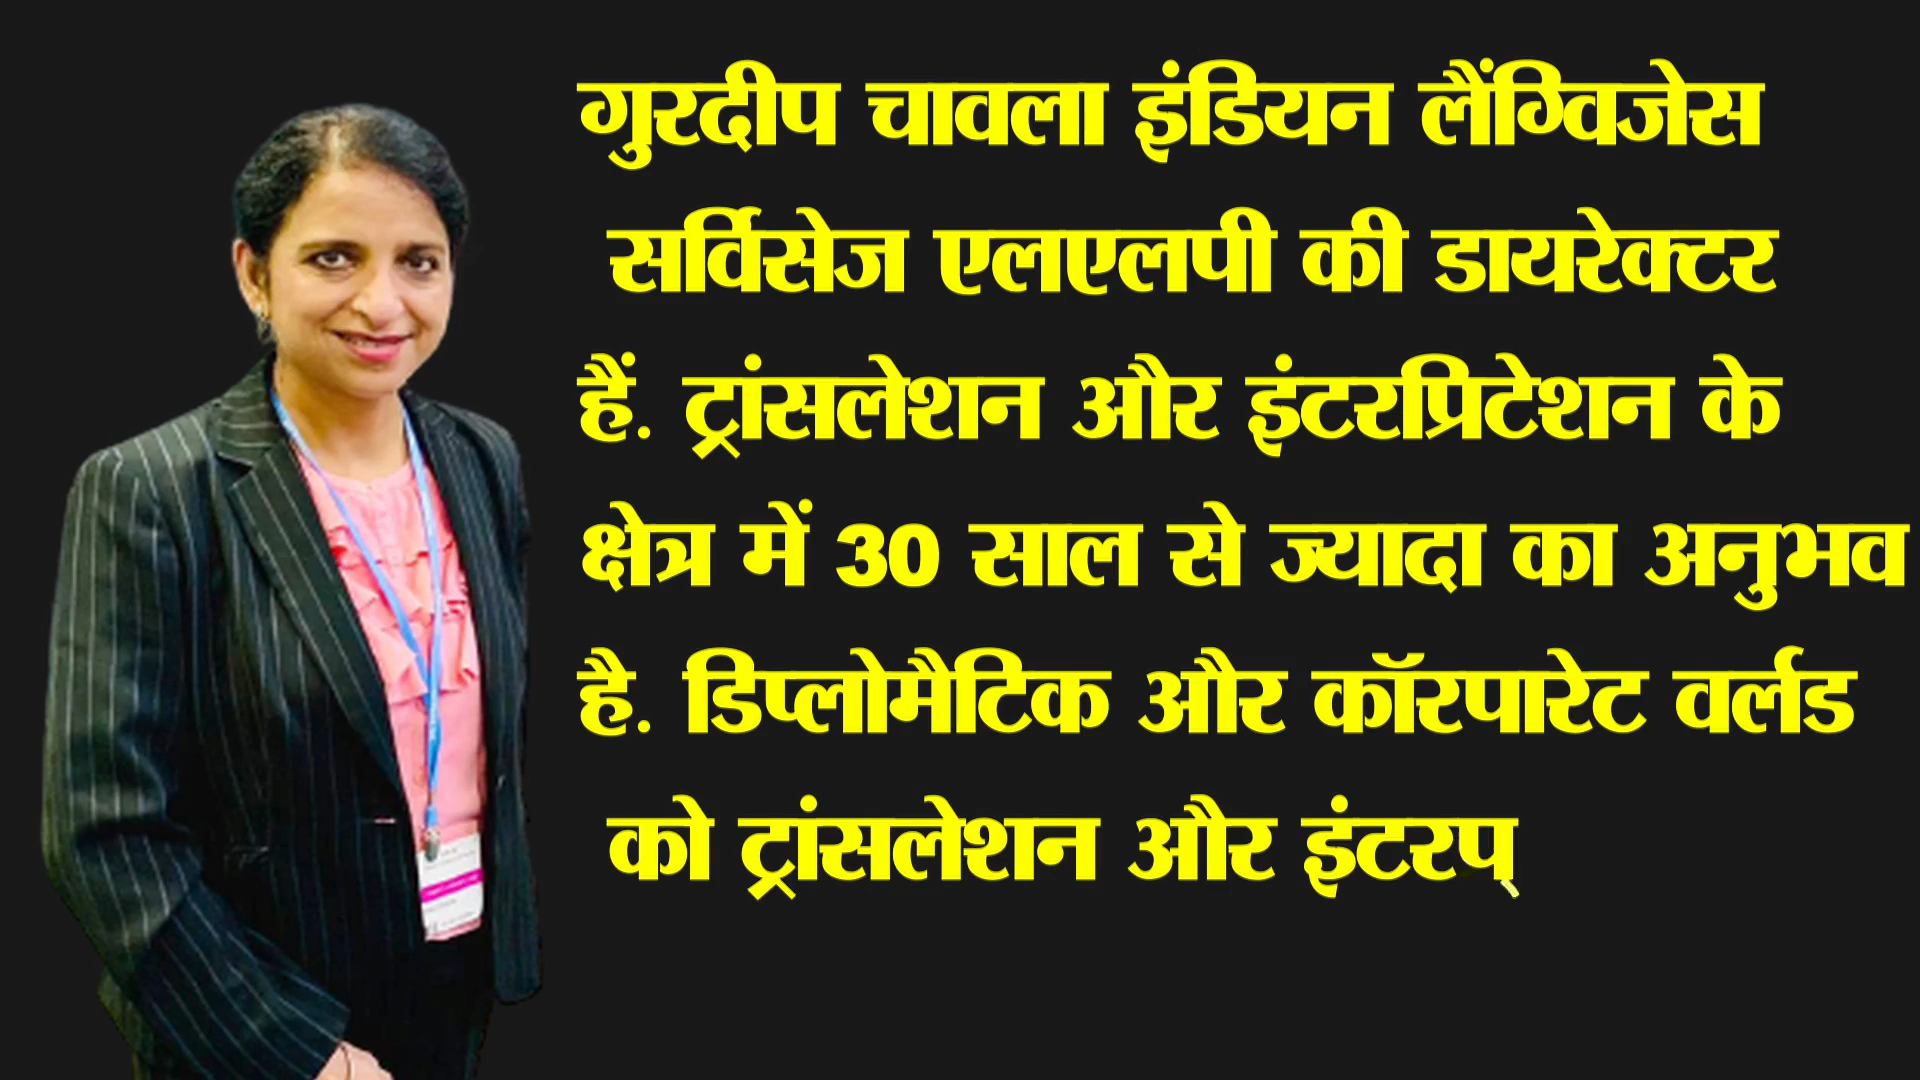 गुरदीप चावला इंडियन लैंग्विजेस
सर्विसेज एलएलपी की डायरेक्टर
हैं. ट्रांसलेशन और इंटरप्रिटेशन के
क्षेत्र में 30 साल से ज्यादा का अनुभव
है. डिप्लोमैटिक और कॉरपारेट वर्लड
को ट्रांसलेशन और इंटरप्